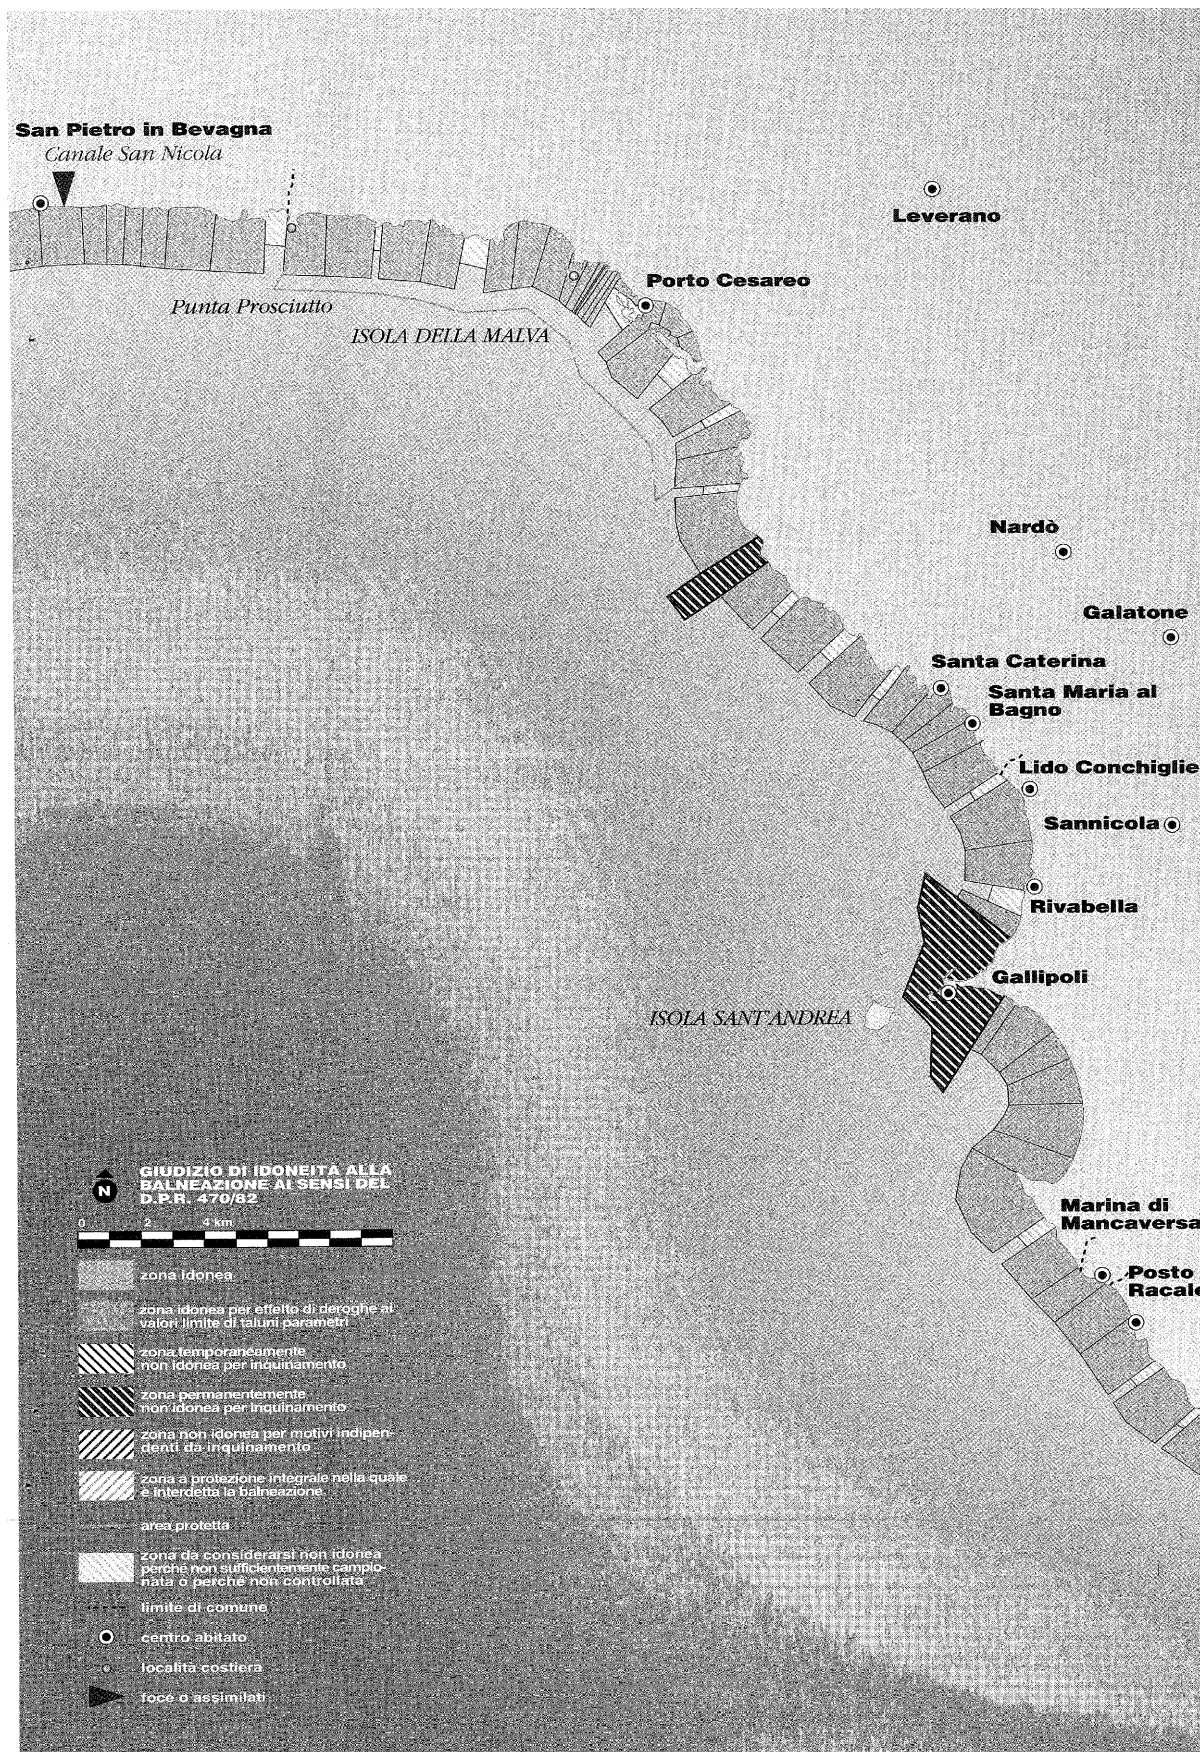 San Pietro in Bevagna
Canale San Nicola
Leverano
Porto Cesareo
Punta Prosciutto
ISOLA DELLA MALVA
Nardò
Galatone
Santa Caterina
Santa Maria al
Bagno
Lido Conchiglie
Sannicola
Rivabella
Gallipoli
ISOLA SANT'ANDREA
Marina di
Mancaversa
Posto
Racale
N
GIUDIZIO DI IDONEITÀ ALLA
BALNEAZIONE AI SENSI DEL
D.P.R. 470/82
0 2 4 km
zona idonea
zona idonea per effetto di deroghe ai
valori limite di taluni parametri
zona temporaneamente
non idonea per inquinamento
zona permanentemente
non idonea per inquinamento
zona non idonea per motivi indipen-
denti da inquinamento
zona a protezione integrale nella quale
è interdetta la balneazione
area protetta
zona da considerarsi non idonea
perché non sufficientemente campio-
nata o perché non controllata
limite di comune
centro abitato
località costiera
foce o assimilati